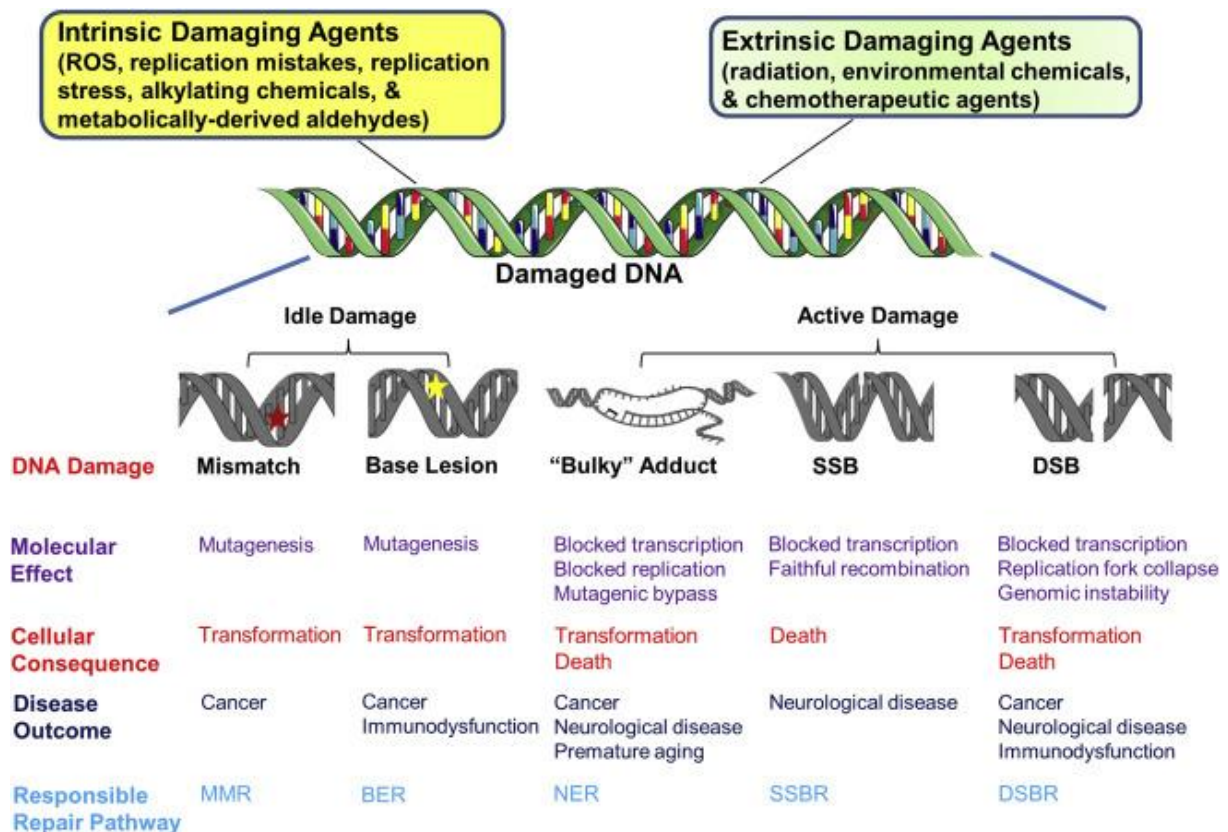 Intrinsic Damaging Agents
(ROS, replication mistakes, replication
stress, alkylating chemicals, &
metabolically-derived aldehydes)
Extrinsic Damaging Agents
(radiation, environmental chemicals,
& chemotherapeutic agents)
Damaged DNA
Idle Damage
Active Damage
DNA Damage
Mismatch
Base Lesion
“Bulky” Adduct
SSB
DSB
Molecular
Effect
Mutagenesis
Mutagenesis
Blocked transcription
Blocked replication
Mutagenic bypass
Blocked transcription
Faithful recombination
Blocked transcription
Replication fork collapse
Genomic instability
Cellular
Consequence
Transformation
Transformation
Transformation
Death
Death
Transformation
Death
Disease
Outcome
Cancer
Cancer
Immunodysfunction
Cancer
Neurological disease
Premature aging
Neurological disease
Cancer
Neurological disease
Immunodysfunction
Responsible
Repair Pathway
MMR
BER
NER
SSBR
DSBR